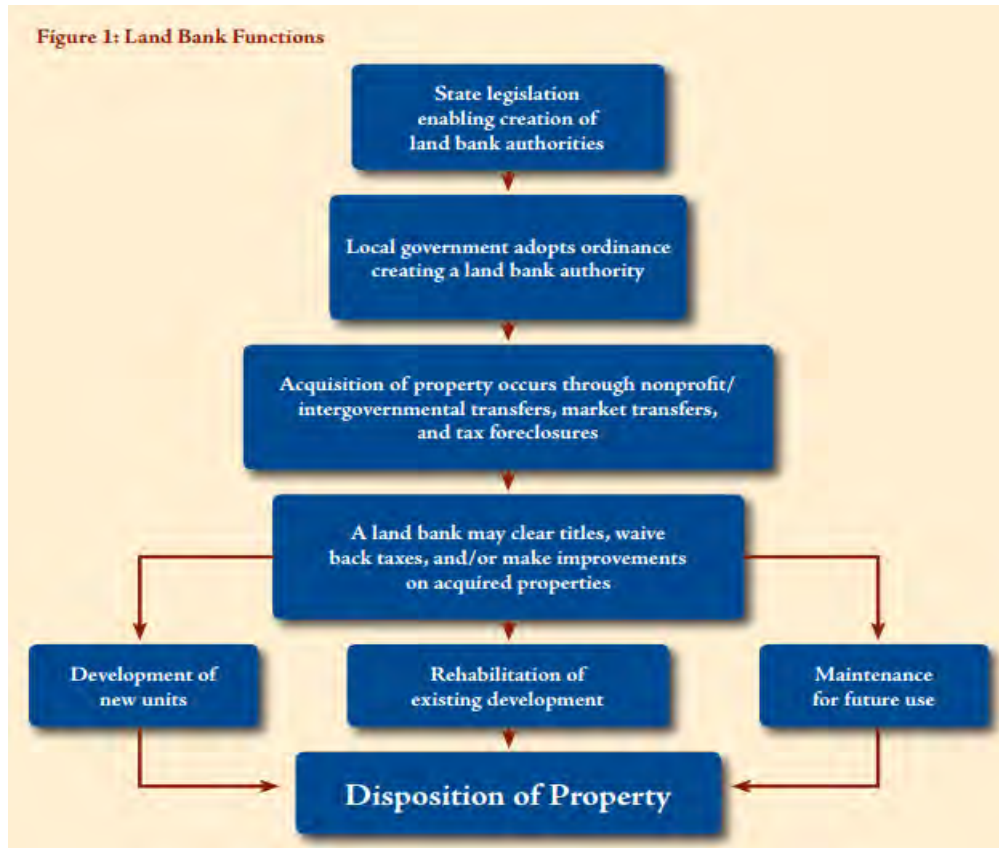 Figure 1: Land Bank Functions
State legislation
enabling creation of
land bank authorities
Local government adopts ordinance
creating a land bank authority
Acquisition of property occurs through nonprofit/
intergovernmental transfers, market transfers,
and tax foreclosures
A land bank may clear titles, waive
back taxes, and/or make improvements
on acquired properties
Development of
new units
Rehabilitation of
existing development
Maintenance
for future use
Disposition of Property